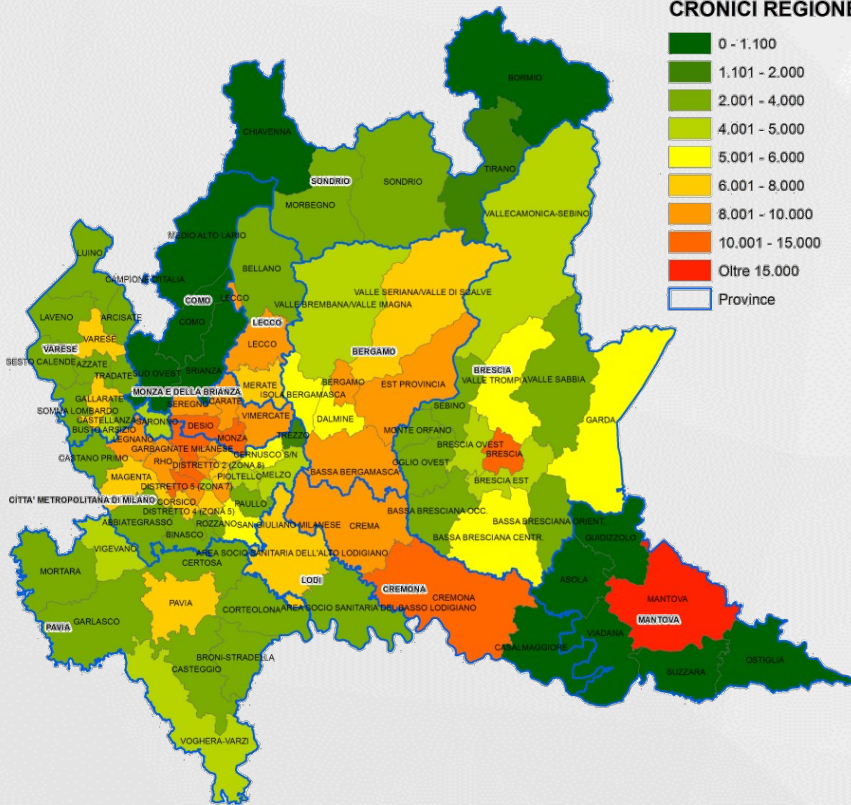 CRONICI REGIONE
0 - 1.100
1.101 - 2.000
2.001 - 4.000
4.001 - 5.000
5.001 - 6.000
6.001 - 8.000
8.001 - 10.000
10.001 - 15.000
Oltre 15.000
Province
BORMIO
CHIAVENNA
TIRANO
SONDRIO
SONDRIO
MORBEGNO
VALLECAMONICA-SEBINO
MEDIO ALTO LARIO
LUINO
BELLANO
CAMPIONE D'ITALIA
VALLE SERIANA/VALLE DI SCALVE
COMO
LECCO
VALLE BREMBANA/VALLE IMAGNA
LAVENO
ARCISATE
COMO
LECCO
VARESE
VARESE
LECCO
BERGAMO
SESTO CALENDE
AZZATE
BRESCIA
TRADATE
SUD OVEST
BRIANZA
VALLE TROMPIA
VALLE SABBIA
MERATE
BERGAMO
EST PROVINCIA
MONZA E DELLA BRIANZA
ISOLA BERGAMASCA
GALLARATE
SEREGNO
CARATE
SEBINO
SOMMA LOMBARDO
VIMERCATE
DALMINE
GARDA
CASTELLANZA
SARONNO
DESIO
MONTE ORFANO
BUSTO ARSIZIO
MONZA
TREZZO
LEGNANO
BRESCIA OVEST
GARBAGNATE MILANESE
BRESCIA
CASTANO PRIMO
CERNUSCO S/N
RHO
DISTRETTO 2 (ZONA 8)
OGLIO OVEST
BASSA BERGAMASCA
MAGENTA
PIOLTELLO
MELZO
BRESCIA EST
DISTRETTO 5 (ZONA 7)
CITTA' METROPOLITANA DI MILANO
CORSICO
PAULLO
DISTRETTO 4 (ZONA 5)
BASSA BRESCIANA OCC.
ABBIATEGRASSO
ROZZANO
SAN GIULIANO MILANESE
CREMA
BASSA BRESCIANA ORIENT.
BINASCO
GUIDIZZOLO
BASSA BRESCIANA CENTR.
VIGEVANO
AREA SOCIO-SANITARIA DELL'ALTO LODIGIANO
CERTOSA
MORTARA
LODI
ASOLA
CREMONA
CREMONA
MANTOVA
PAVIA
CORTEOLONA
AREA SOCIO SANITARIA DEL BASSO LODIGIANO
MANTOVA
GARLASCO
PAVIA
VIADANA
CASALMAGGIORE
BRONI-STRADELLA
OSTIGLIA
CASTEGGIO
SUZZARA
VOGHERA-VARZI